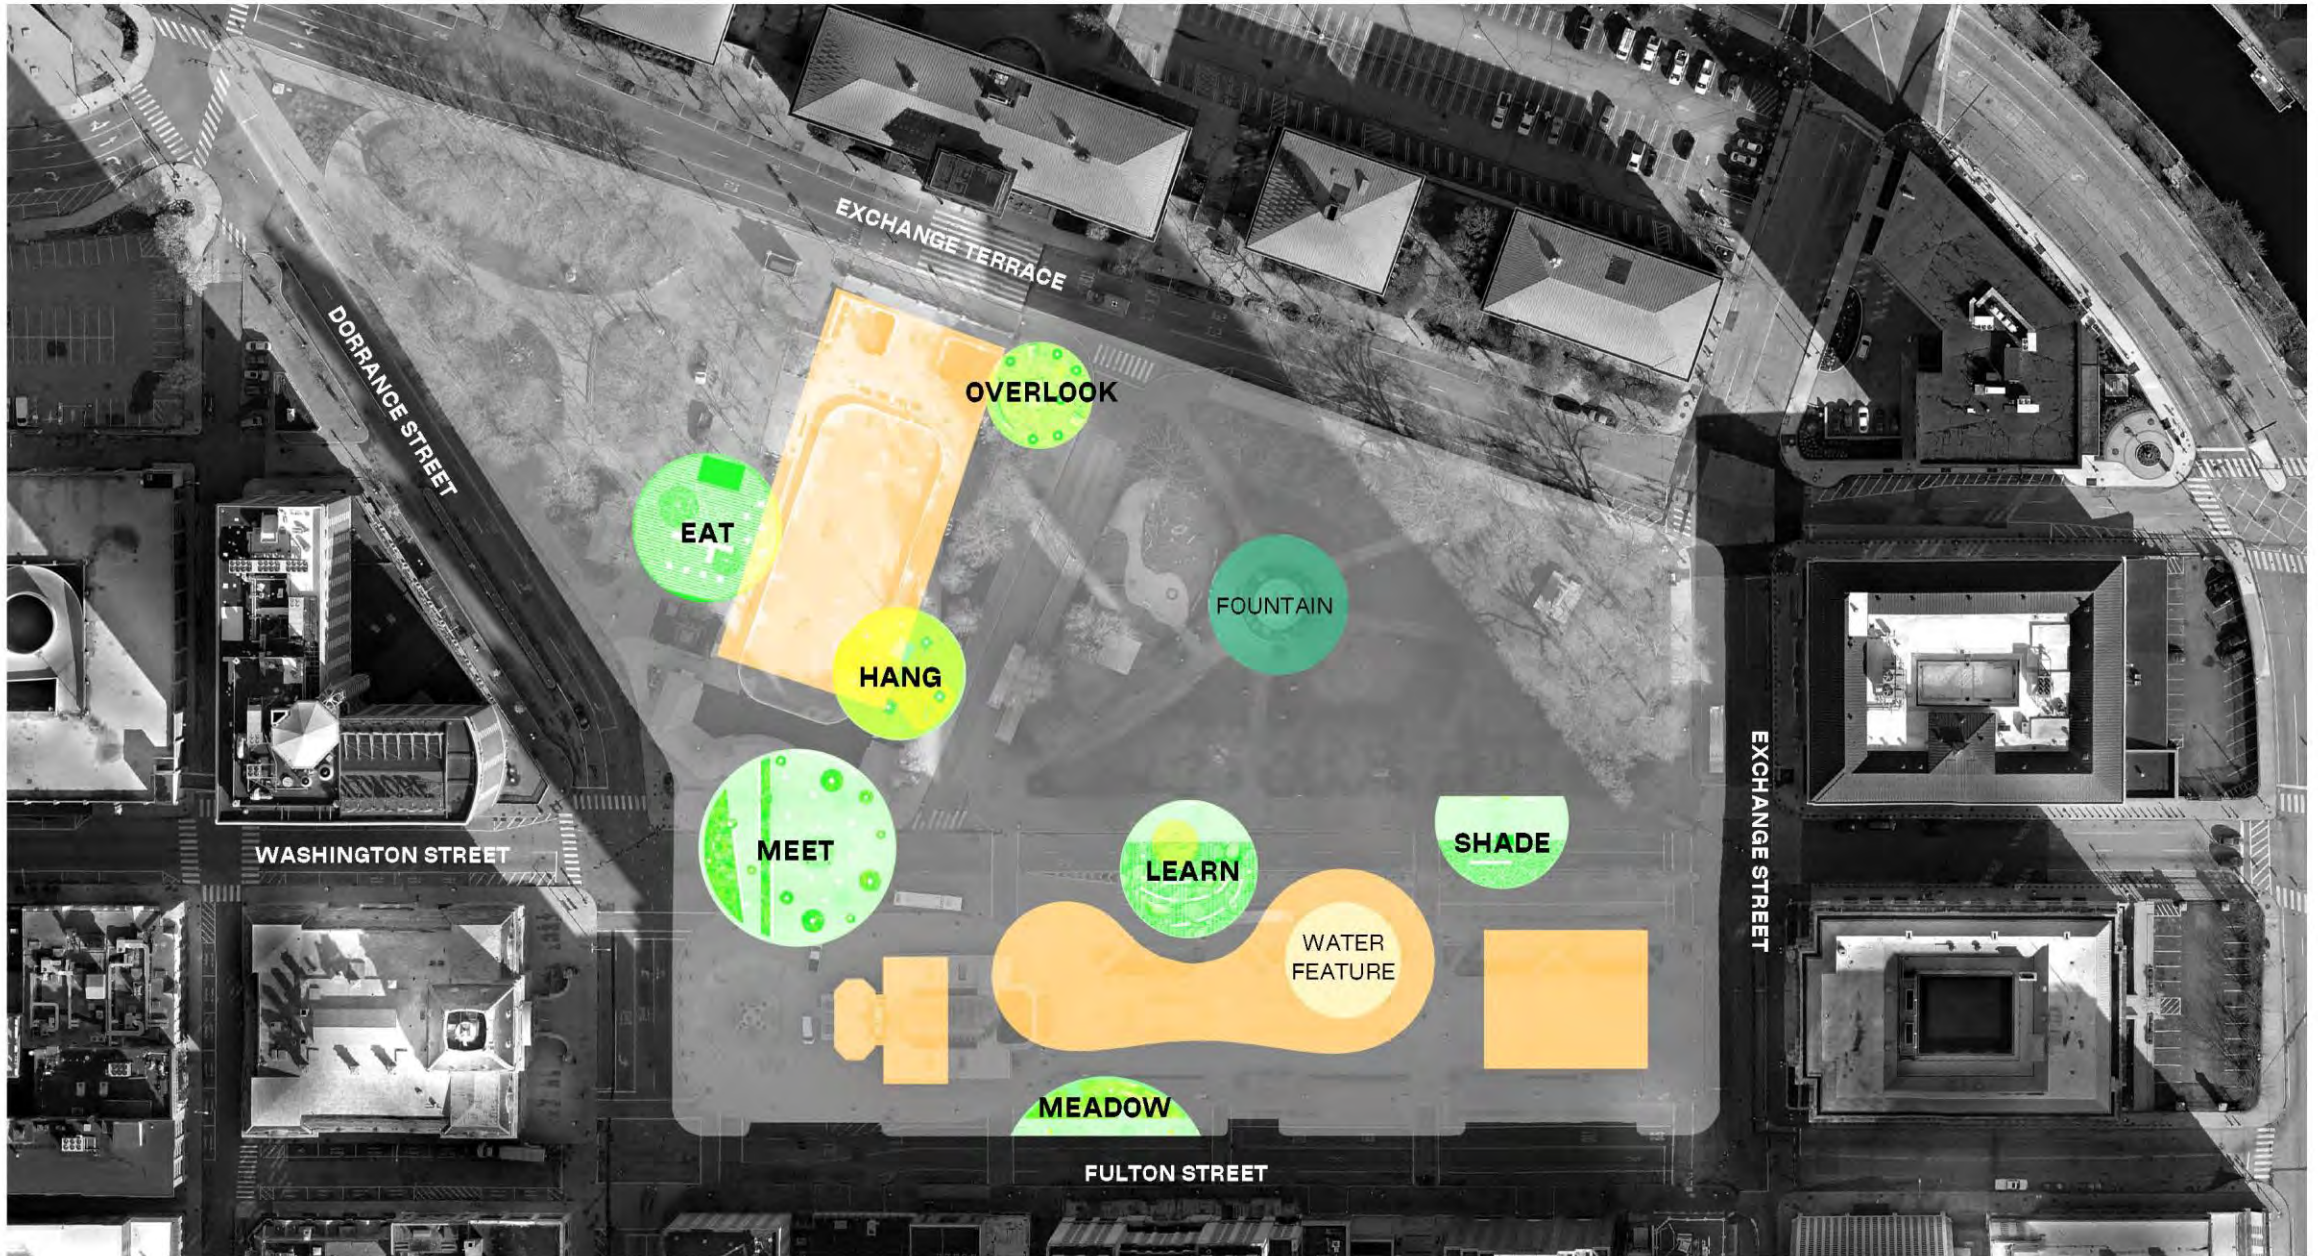 EXCHANGE TERRACE
DORRANCE STREET
OVERLOOK
EAT
FOUNTAIN
HANG
MEET
LEARN
SHADE
WASHINGTON STREET
EXCHANGE STREET
WATER
FEATURE
MEADOW
FULTON STREET